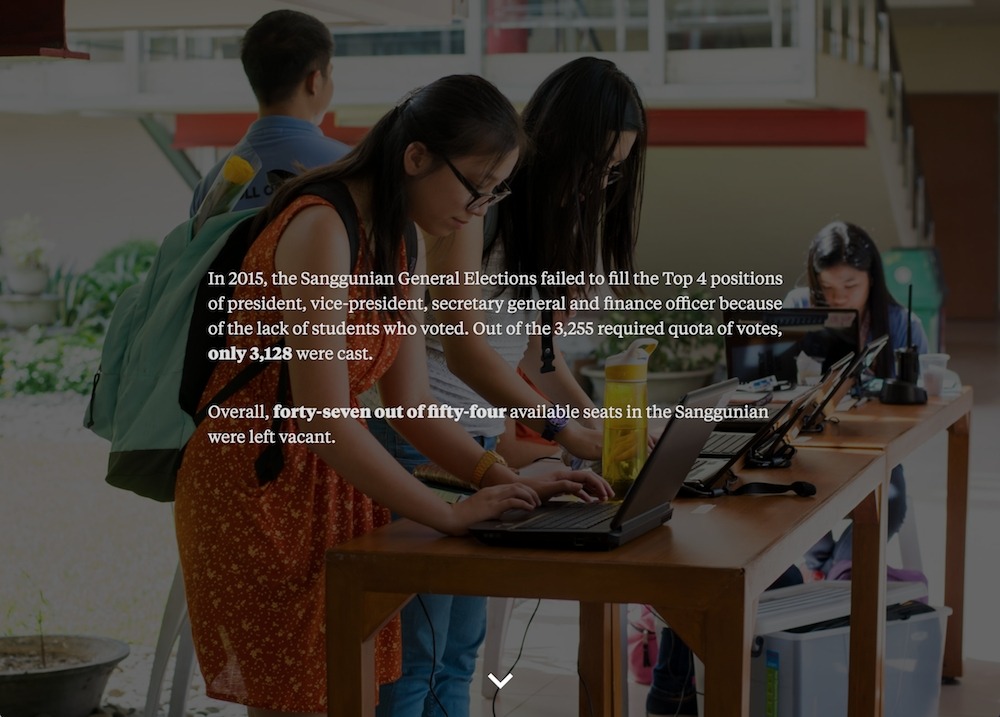 In 2015, the Sanggunian General Elections failed to fill the Top 4 positions
of president, vice-president, secretary general and finance officer because
of the lack of students who voted. Out of the 3,255 required quota of votes,
only 3,128 were cast.
Overall, forty-seven out of fifty-four available seats in the Sanggunian
were left vacant.